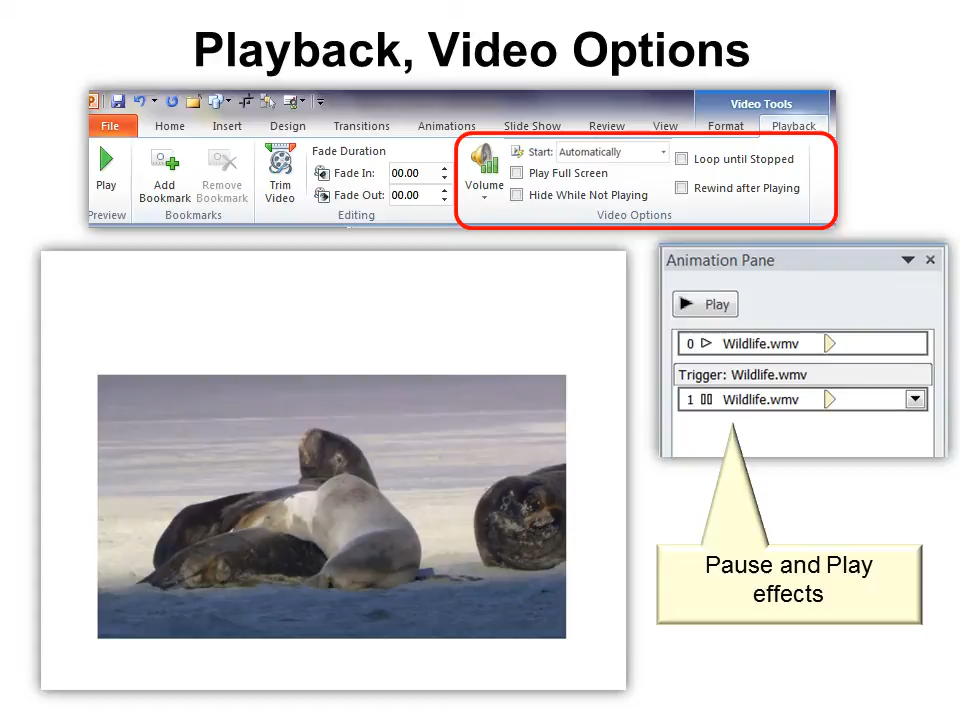 Playback, Video Options
Video Tools
File Home Insert Design Transitions Animations Slide Show Review View Format Playback
Play
Preview
Add Bookmark
Remove Bookmark
Bookmarks
Trim Video
Fade Duration
Fade In: 00.00
Fade Out: 00.00
Editing
Volume
Start: Automatically
Play Full Screen
Hide While Not Playing
Loop until Stopped
Rewind after Playing
Video Options
Animation Pane
Play
0 Wildlife.wmv
Trigger: Wildlife.wmv
1 Wildlife.wmv
Pause and Play
effects